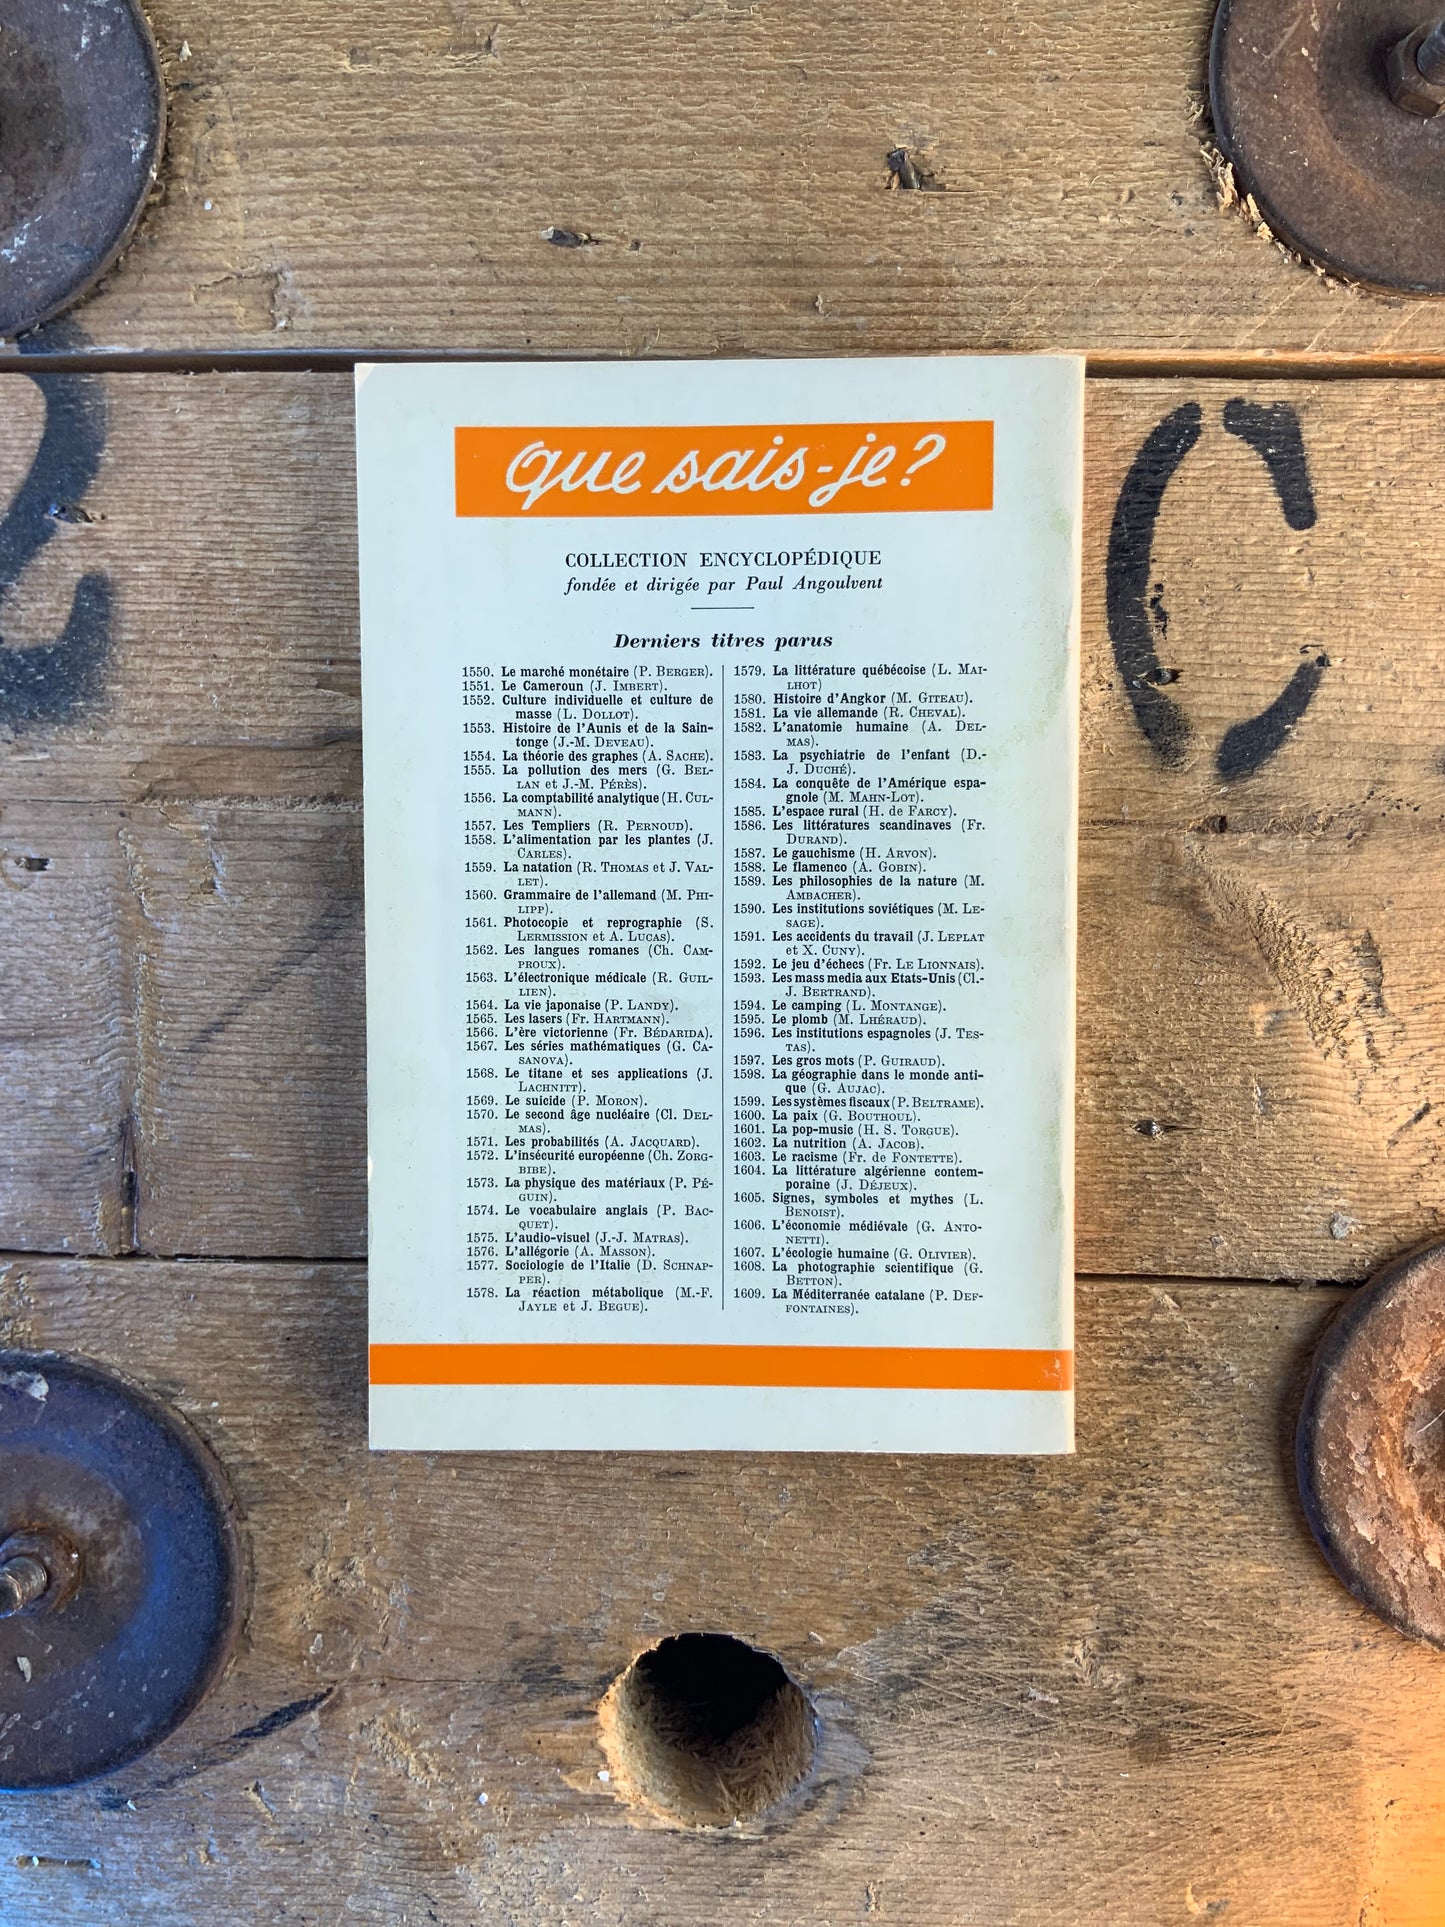 que sais-je?
COLLECTION ENCYCLOPÉDIQUE
fondée et dirigée par Paul Angoulvent
Derniers titres parus
1550. Le marché monétaire (P. BERGER).
1551. Le Cameroun (J. IMBERT).
1552. Culture individuelle et culture de
masse (L. DOLLOT).
1553. Histoire de l'Aunis et de la Sain-
tonge (J.-M. DEVEAU).
1554. La théorie des graphes (A. SACHE).
1555. La pollution des mers (G. BEL-
LAN et J.-M. PÉRÈS).
1556. La comptabilité analytique (H. CUL-
MANN).
1557. Les Templiers (R. PERNOUD).
1558. L'alimentation par les plantes (J.
CARLES).
1559. La natation (R. THOMAS et J. VAL-
LET).
1560. Grammaire de l'allemand (M. PHI-
LIPP).
1561. Photocopie et reprographie (S.
LERMISSION et A. LUCAS).
1562. Les langues romanes (Ch. CAM-
PROUX).
1563. L'électronique médicale (R. GUIL-
LIEN).
1564. La vie japonaise (P. LANDY).
1565. Les lasers (Fr. HARTMANN).
1566. L'ère victorienne (Fr. BÉDARIDA).
1567. Les séries mathématiques (G. CA-
SANOVA).
1568. Le titane et ses applications (J.
LACHNITT).
1569. Le suicide (P. MORON).
1570. Le second âge nucléaire (Cl. DEL-
MAS).
1571. Les probabilités (A. JACQUARD).
1572. L'insécurité européenne (Ch. ZORG-
BIBE).
1573. La physique des matériaux (P. PÉ-
GUIN).
1574. Le vocabulaire anglais (P. BAC-
QUET).
1575. L'audio-visuel (J.-J. MATRAS).
1576. L'allégorie (A. MASSON).
1577. Sociologie de l'Italie (D. SCHNAP-
PER).
1578. La réaction métabolique (M.-F.
JAYLE et J. BEGUE).
1579. La littérature québécoise (L. MAI-
LHOT)
1580. Histoire d'Angkor (M. GITEAU).
1581. La vie allemande (R. CHEVAL).
1582. L'anatomie humaine (A. DEL-
MAS).
1583. La psychiatrie de l'enfant (D.-
J. DUCHÉ).
1584. La conquête de l'Amérique espa-
gnole (M. MAHN-LOT).
1585. L'espace rural (H. de FARCY).
1586. Les littératures scandinaves (Fr.
DURAND).
1587. Le gauchisme (H. ARVON).
1588. Le flamenco (A. GOBIN).
1589. Les philosophies de la nature (M.
AMBACHER).
1590. Les institutions soviétiques (M. LE-
SAGE).
1591. Les accidents du travail (J. LEPLAT
et X. CUNY).
1592. Le jeu d'échecs (Fr. LE LIONNAIS).
1593. Les mass media aux Etats-Unis (Cl.-
J. BERTRAND).
1594. Le camping (L. MONTANGE).
1595. Le plomb (M. LHÉRAUD).
1596. Les institutions espagnoles (J. TES-
TAS).
1597. Les gros mots (P. GUIRAUD).
1598. La géographie dans le monde anti-
que (G. AUJAC).
1599. Les systèmes fiscaux (P. BELTRAME).
1600. La paix (G. BOUTHOUL).
1601. La pop-music (H. S. TORGUE).
1602. La nutrition (A. JACOB).
1603. Le racisme (Fr. de FONTETTE).
1604. La littérature algérienne contem-
poraine (J. DÉJEUX).
1605. Signes, symboles et mythes (L.
BENOIST).
1606. L'économie médiévale (G. ANTO-
NETTI).
1607. L'écologie humaine (G. OLIVIER).
1608. La photographie scientifique (G.
BETTON).
1609. La Méditerranée catalane (P. DEF-
FONTAINES).
C